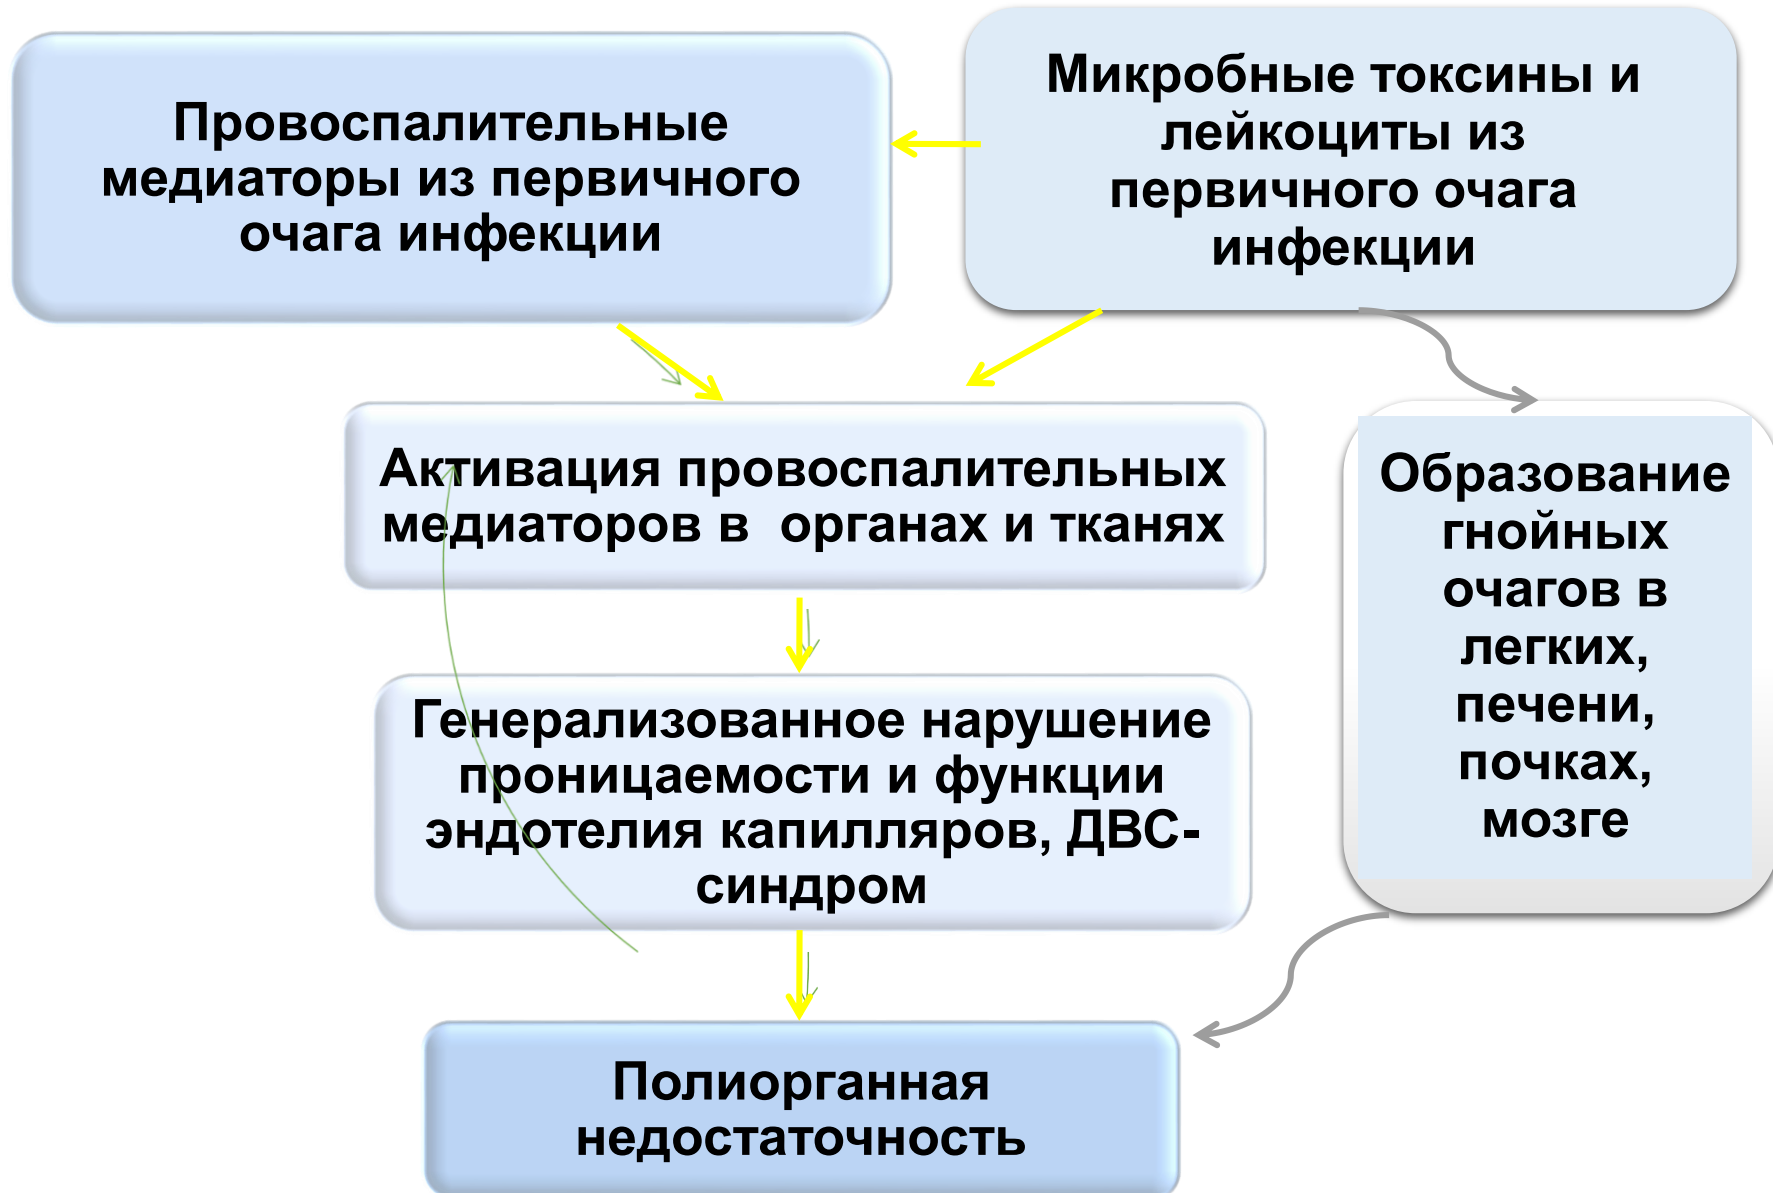 Провоспалительные
медиаторы из первичного
очага инфекции
Микробные токсины и
лейкоциты из
первичного очага
инфекции
Активация провоспалительных
медиаторов в  органах и тканях
Образование
гнойных
очагов в
легких,
печени,
почках,
мозге
Генерализованное нарушение
проницаемости и функции
эндотелия капилляров, ДВС-
синдром
Полиорганная
недостаточность